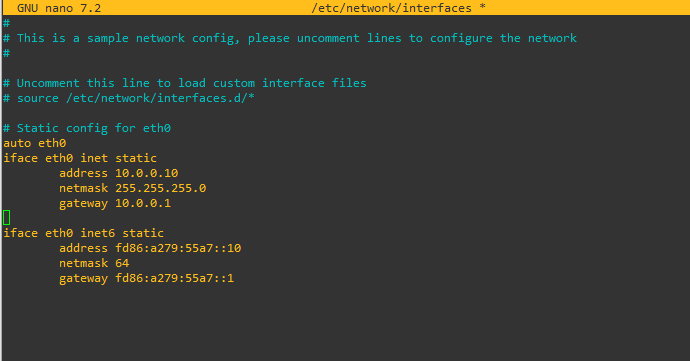 GNU nano 7.2 /etc/network/interfaces *
#
# This is a sample network config, please uncomment lines to configure the network
#
# Uncomment this line to load custom interface files
# source /etc/network/interfaces.d/*
# Static config for eth0
auto eth0
iface eth0 inet static
address 10.0.0.10
netmask 255.255.255.0
gateway 10.0.0.1
iface eth0 inet6 static
address fd86:a279:55a7::10
netmask 64
gateway fd86:a279:55a7::1